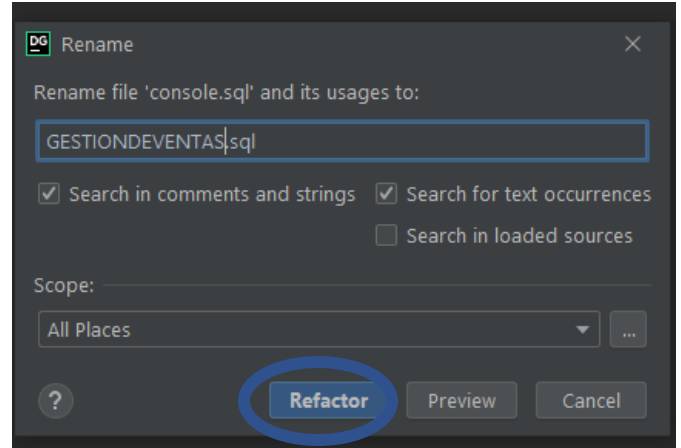 DG Rename
Rename file 'console.sql' and its usages to:
GESTIONDEVENTAS.sql
Search in comments and strings Search for text occurrences
Search in loaded sources
Scope:
All Places ...
? Refactor Preview Cancel